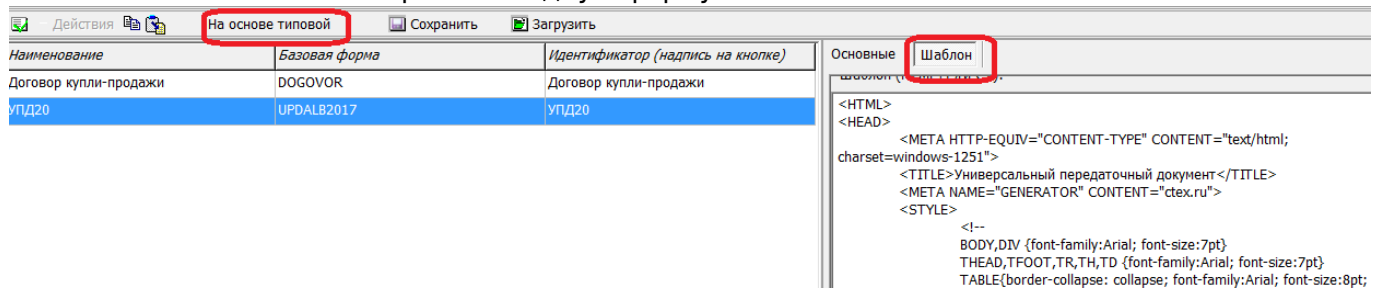 Действия На основе типовой Сохранить Загрузить
Наименование Базовая форма Идентификатор (надпись на кнопке)
Договор купли-продажи DOGOVOR Договор купли-продажи
УПД20 UPDALB2017 УПД20
Основные Шаблон
<HTML>
<HEAD>
<META HTTP-EQUIV="CONTENT-TYPE" CONTENT="text/html;
charset=windows-1251">
<TITLE>Универсальный передаточный документ</TITLE>
<META NAME="GENERATOR" CONTENT="ctex.ru">
<STYLE>
<!--
BODY,DIV {font-family:Arial; font-size:7pt}
THEAD,TFOOT,TR,TH,TD {font-family:Arial; font-size:7pt}
TABLE{border-collapse: collapse; font-family:Arial; font-size:8pt;